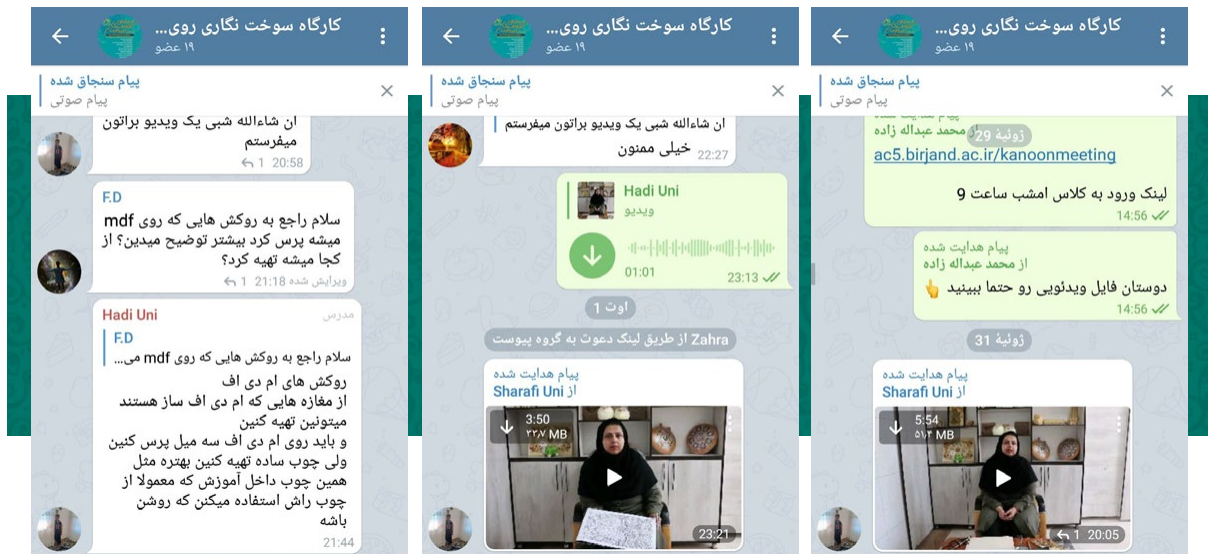 کارگاه سوخت نگاری روی...
۱۹ عضو
پیام سنجاق شده
پیام صوتی
ان شاءالله شبی یک ویدیو براتون
میفرستم
1 20:58
F.D
سلام راجع به روکش هایی که روی mdf
میشه پرس کرد بیشتر توضیح میدین؟ از
کجا میشه تهیه کرد؟
1 ویرایش شده 21:18
Hadi Uni مدرس
F.D
سلام راجع به روکش هایی که روی mdf می...
روکش های ام دی اف
از مغازه هایی که ام دی اف ساز هستند
میتونین تهیه کنین
و باید روی ام دی اف سه میل پرس کنین
ولی چوب ساده تهیه کنین بهتره مثل
همین چوب داخل آموزش که معمولا از
چوب راش استفاده میکنن که روشن
باشه
21:44
کارگاه سوخت نگاری روی...
۱۹ عضو
پیام سنجاق شده
پیام صوتی
ان شاءالله شبی یک ویدیو براتون میفرستم
خیلی ممنون
22:27
Hadi Uni
ویدیو
01:01
23:13
اوت 1
Zahra از طریق لینک دعوت به گروه پیوست
پیام هدایت شده
از Sharafi Uni
3:50
۳۳٫۷ MB
23:21
کارگاه سوخت نگاری روی...
۱۹ عضو
پیام سنجاق شده
پیام صوتی
پیام هدایت شده
از محمد عبداله زاده
ژوئیهٔ 29
ac5.birjand.ac.ir/kanoonmeeting
لینک ورود به کلاس امشب ساعت 9
14:56
پیام هدایت شده
از محمد عبداله زاده
دوستان فایل ویدئویی رو حتما ببینید 👆
14:56
ژوئیهٔ 31
پیام هدایت شده
از Sharafi Uni
5:54
۵۱٫۳ MB
1 20:05